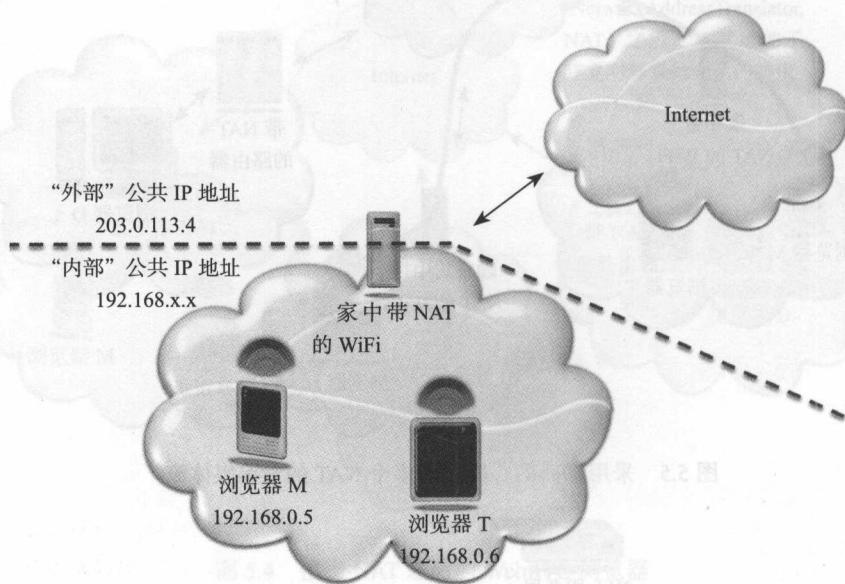 Internet
“外部”公共 IP 地址
203.0.113.4
“内部”公共 IP 地址
192.168.x.x
家中带 NAT
的 WiFi
浏览器 M
192.168.0.5
浏览器 T
192.168.0.6